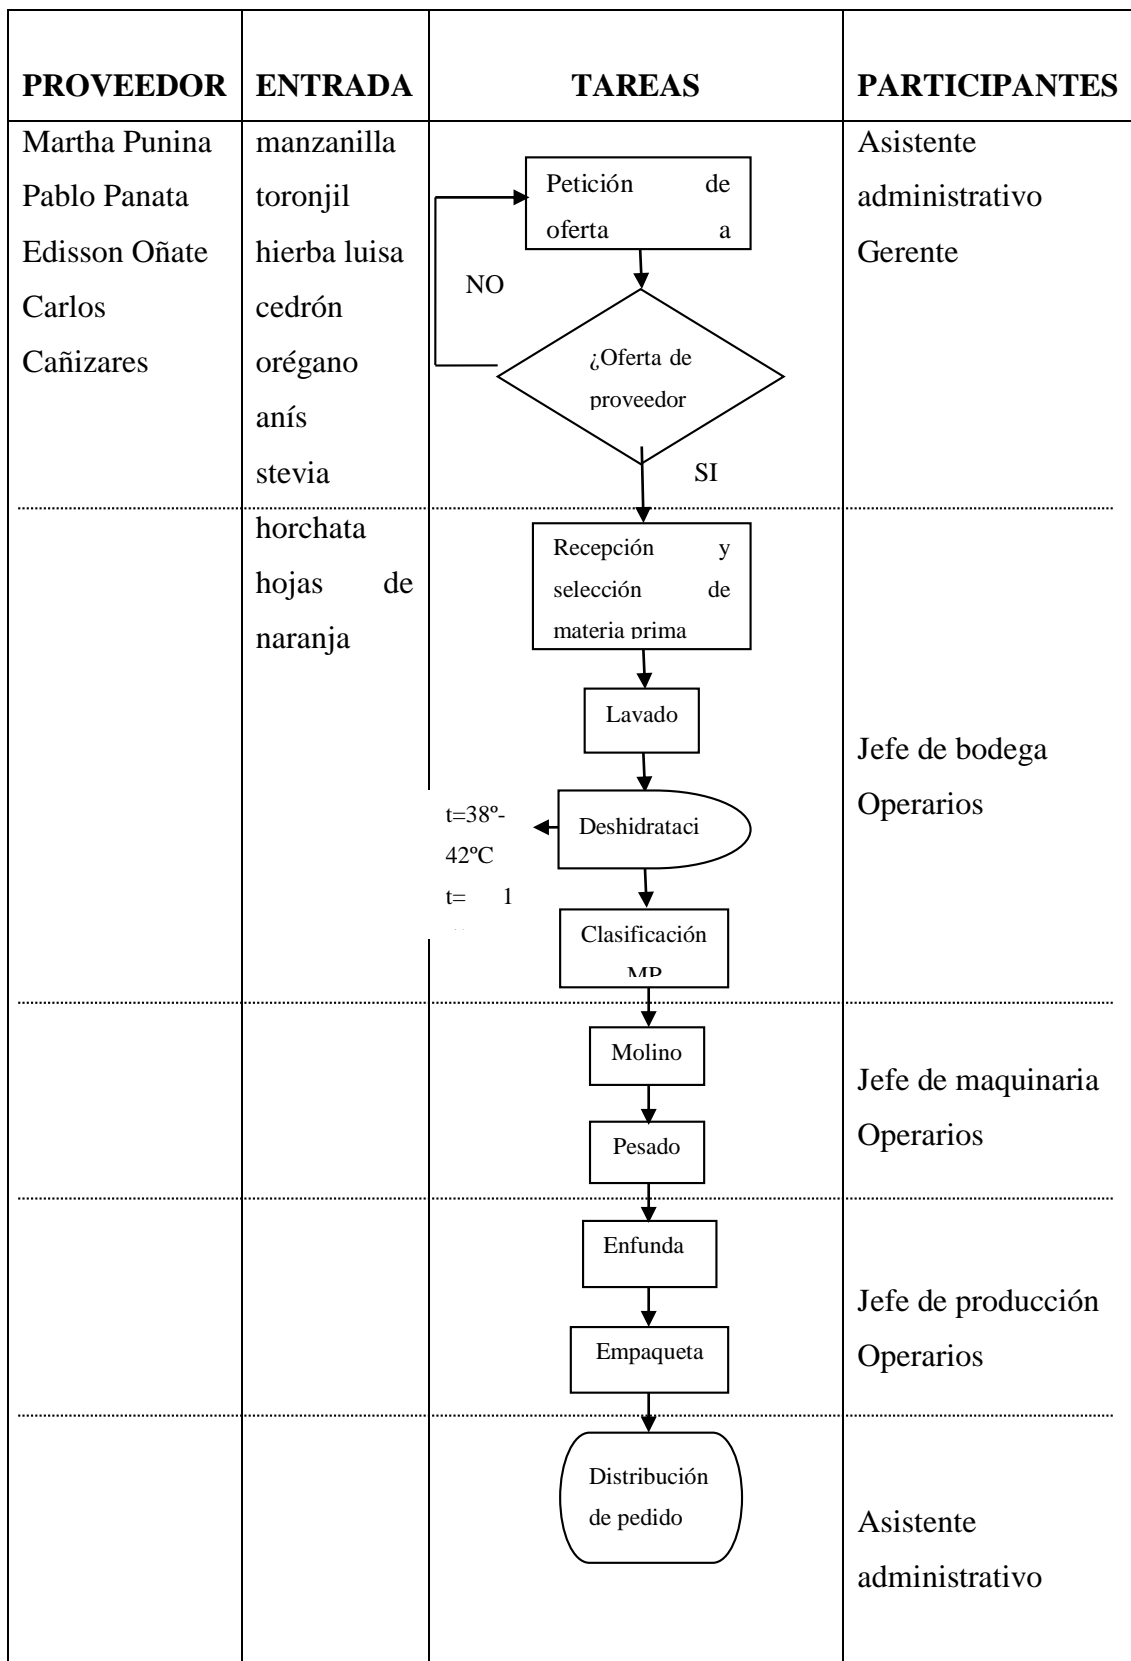 PROVEEDOR
ENTRADA
TAREAS
PARTICIPANTES
Martha Punina
Pablo Panata
Edisson Oñate
Carlos
Cañizares
manzanilla
toronjil
hierba luisa
cedrón
orégano
anís
stevia
horchata
hojas de
naranja
Petición de
oferta a
NO
¿Oferta de
proveedor
SI
Recepción y
selección de
materia prima
Lavado
Deshidrataci
t=38º-
42ºC
t= 1
Clasificación
MP
Molino
Pesado
Enfunda
Empaqueta
Distribución
de pedido
Asistente
administrativo
Gerente
Jefe de bodega
Operarios
Jefe de maquinaria
Operarios
Jefe de producción
Operarios
Asistente
administrativo